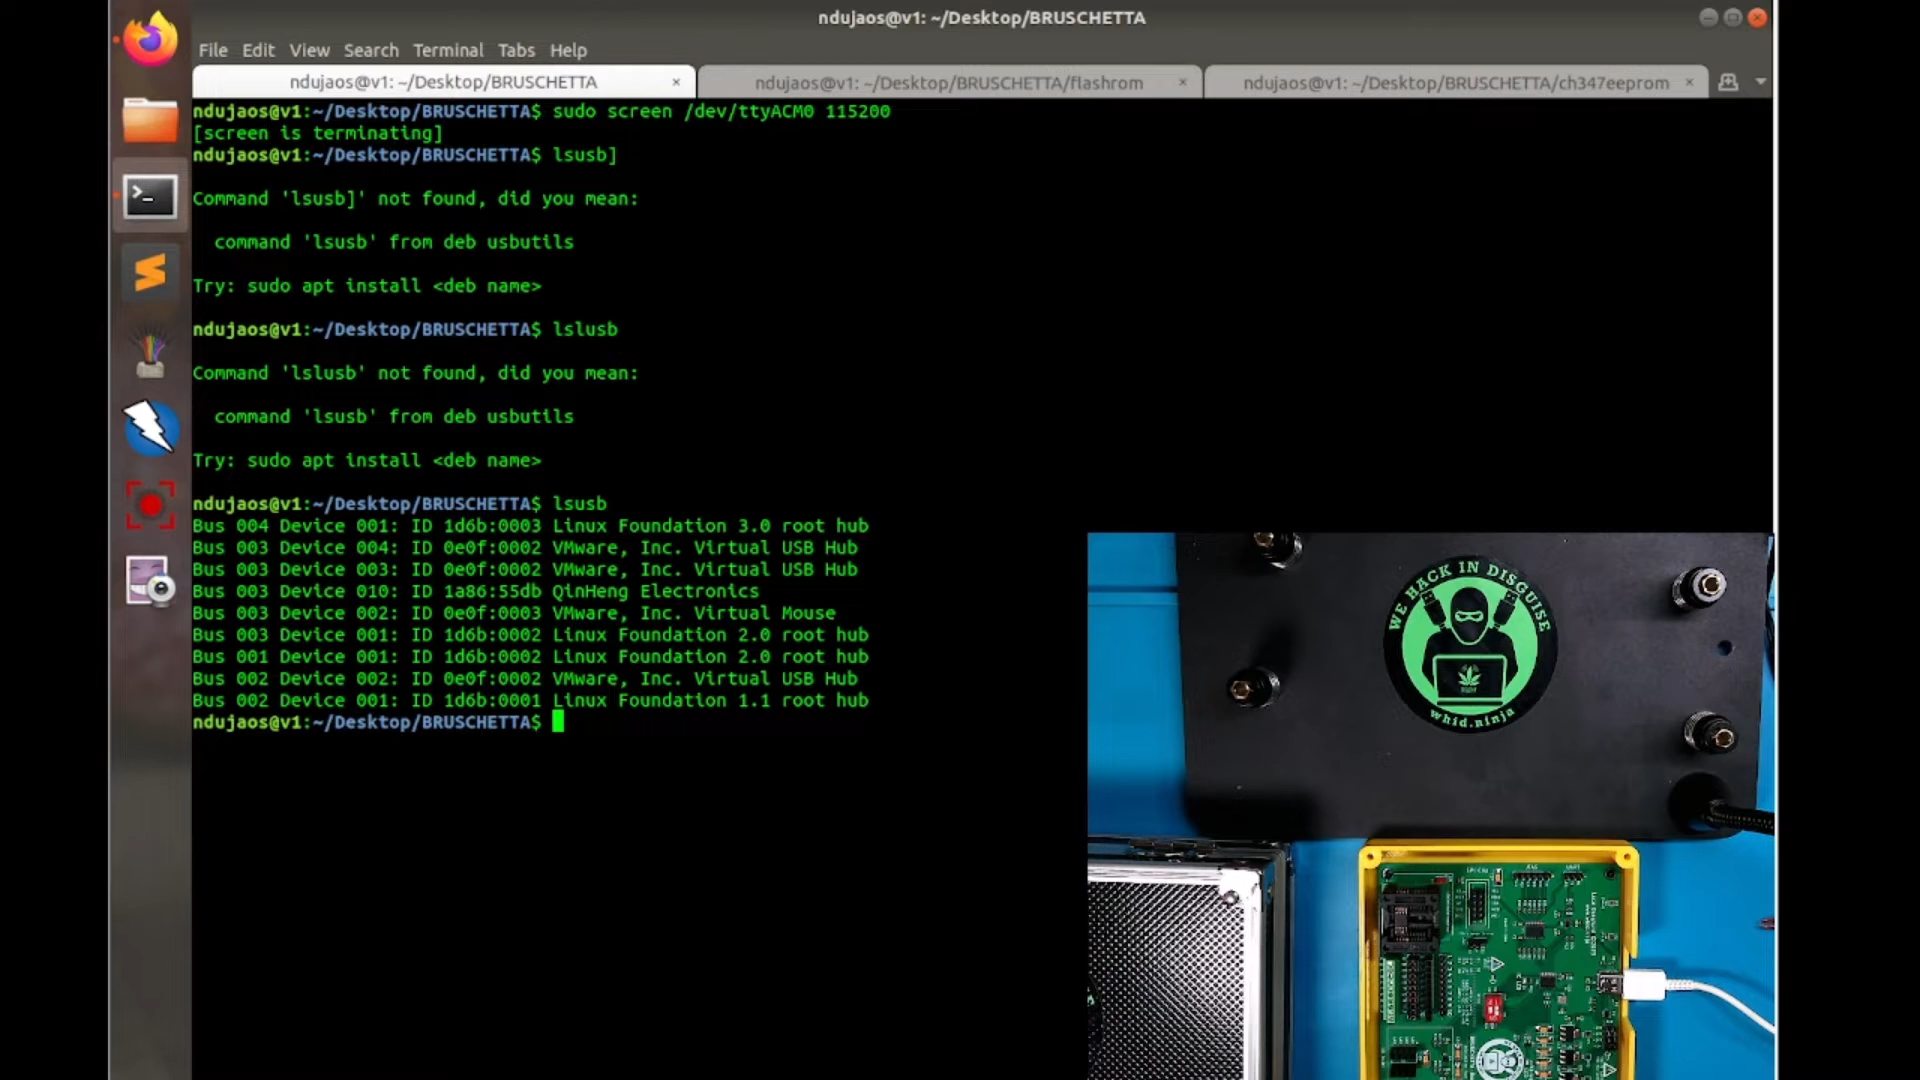 ndujaos@v1: ~/Desktop/BRUSCHETTA
File Edit View Search Terminal Tabs Help
ndujaos@v1: ~/Desktop/BRUSCHETTA × ndujaos@v1: ~/Desktop/BRUSCHETTA/flashrom × ndujaos@v1: ~/Desktop/BRUSCHETTA/ch347eeprom ×
ndujaos@v1:~/Desktop/BRUSCHETTA$ sudo screen /dev/ttyACM0 115200
[screen is terminating]
ndujaos@v1:~/Desktop/BRUSCHETTA$ lsusb]
Command 'lsusb]' not found, did you mean:
command 'lsusb' from deb usbutils
Try: sudo apt install <deb name>
ndujaos@v1:~/Desktop/BRUSCHETTA$ lslusb
Command 'lslusb' not found, did you mean:
command 'lsusb' from deb usbutils
Try: sudo apt install <deb name>
ndujaos@v1:~/Desktop/BRUSCHETTA$ lsusb
Bus 004 Device 001: ID 1d6b:0003 Linux Foundation 3.0 root hub
Bus 003 Device 004: ID 0e0f:0002 VMware, Inc. Virtual USB Hub
Bus 003 Device 003: ID 0e0f:0002 VMware, Inc. Virtual USB Hub
Bus 003 Device 010: ID 1a86:55db QinHeng Electronics
Bus 003 Device 002: ID 0e0f:0003 VMware, Inc. Virtual Mouse
Bus 003 Device 001: ID 1d6b:0002 Linux Foundation 2.0 root hub
Bus 001 Device 001: ID 1d6b:0002 Linux Foundation 2.0 root hub
Bus 002 Device 002: ID 0e0f:0002 VMware, Inc. Virtual USB Hub
Bus 002 Device 001: ID 1d6b:0001 Linux Foundation 1.1 root hub
ndujaos@v1:~/Desktop/BRUSCHETTA$
WE HACK IN DISGUISE
whid.ninja